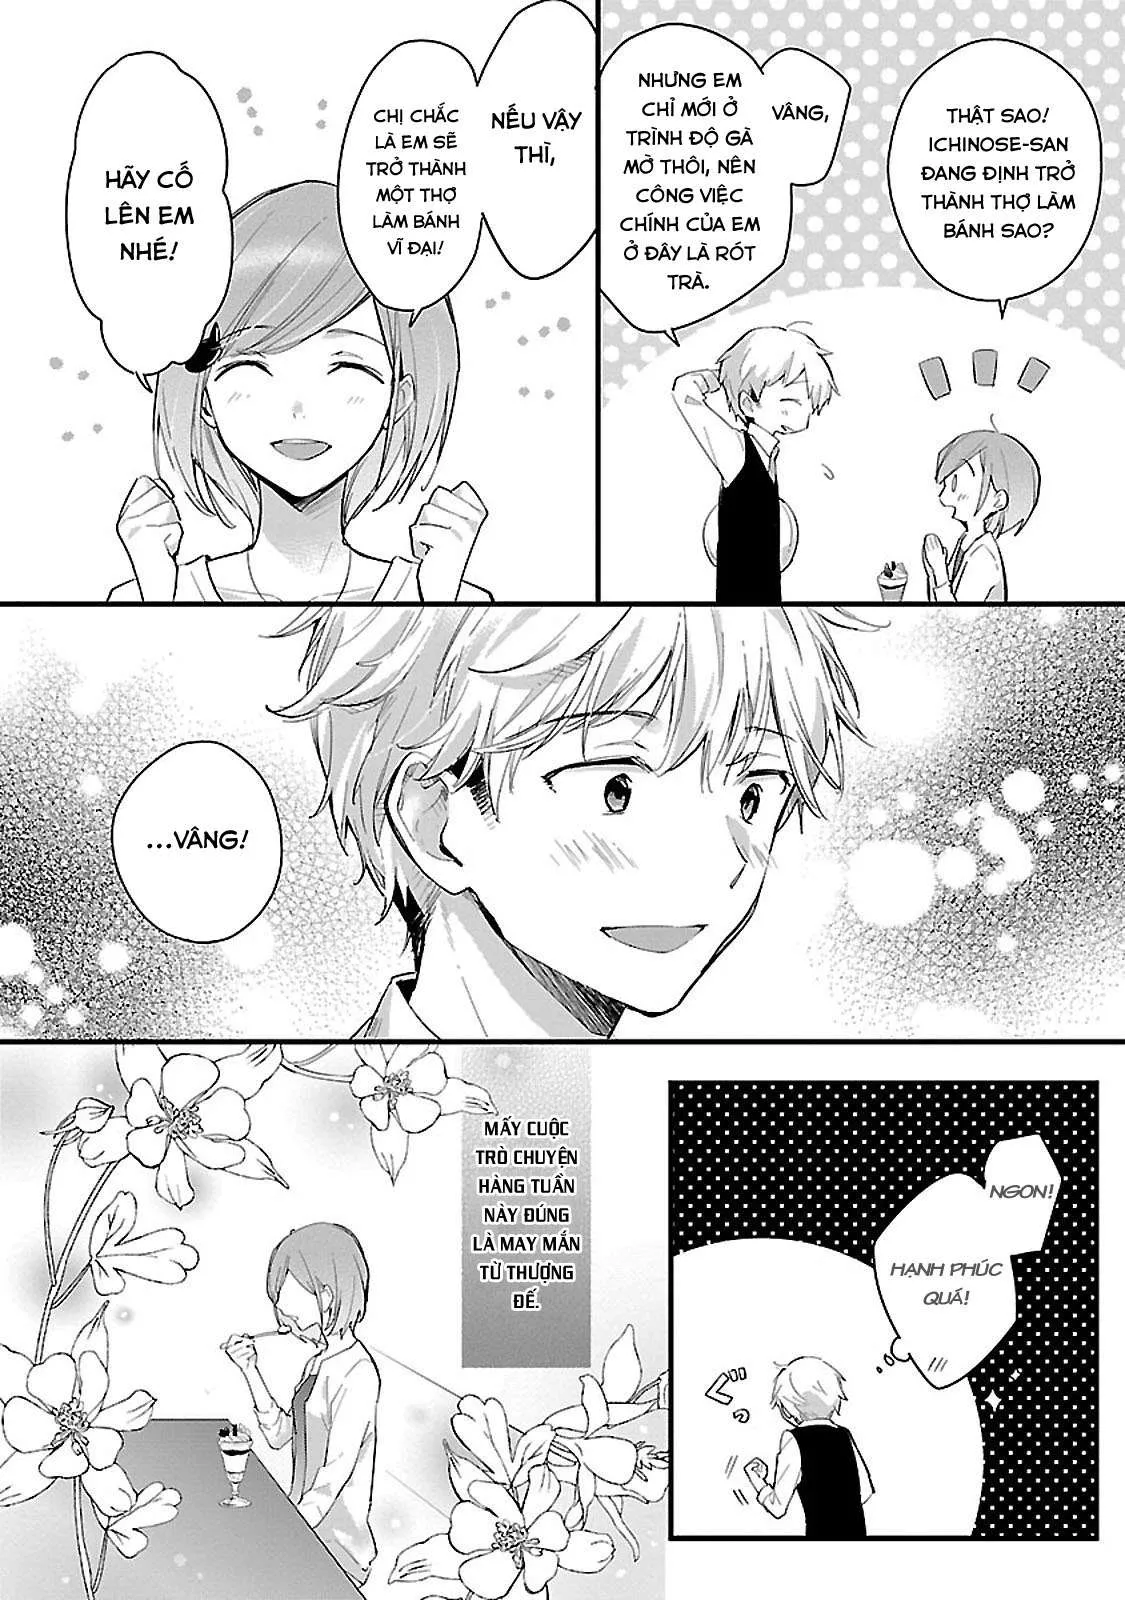 THẬT SAO!
ICHINOSE-SAN
ĐANG ĐỊNH TRỞ
THÀNH THỢ LÀM
BÁNH SAO?
VÂNG,
NHƯNG EM
CHỈ MỚI Ở
TRÌNH ĐỘ GÀ
MỜ THÔI, NÊN
CÔNG VIỆC
CHÍNH CỦA EM
Ở ĐÂY LÀ RÓT
TRÀ.
NẾU VẬY
THÌ,
CHỊ CHẮC
LÀ EM SẼ
TRỞ THÀNH
MỘT THỢ
LÀM BÁNH
VĨ ĐẠI!
HÃY CỐ
LÊN EM
NHÉ!
...VÂNG!
NGON!
HẠNH PHÚC
QUÁ!
ぐっ
MẤY CUỘC
TRÒ CHUYỆN
HÀNG TUẦN
NÀY ĐÚNG
LÀ MAY MẮN
TỪ THƯỢNG
ĐẾ.